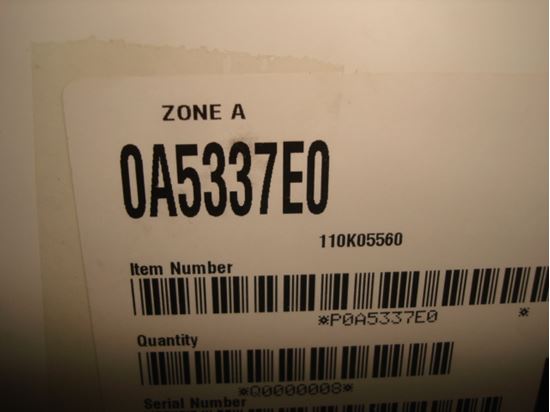 ZONE A
0A5337E0
110K05560
Item Number
*P0A5337E0 *
Quantity
*Q0000008*
Serial Number